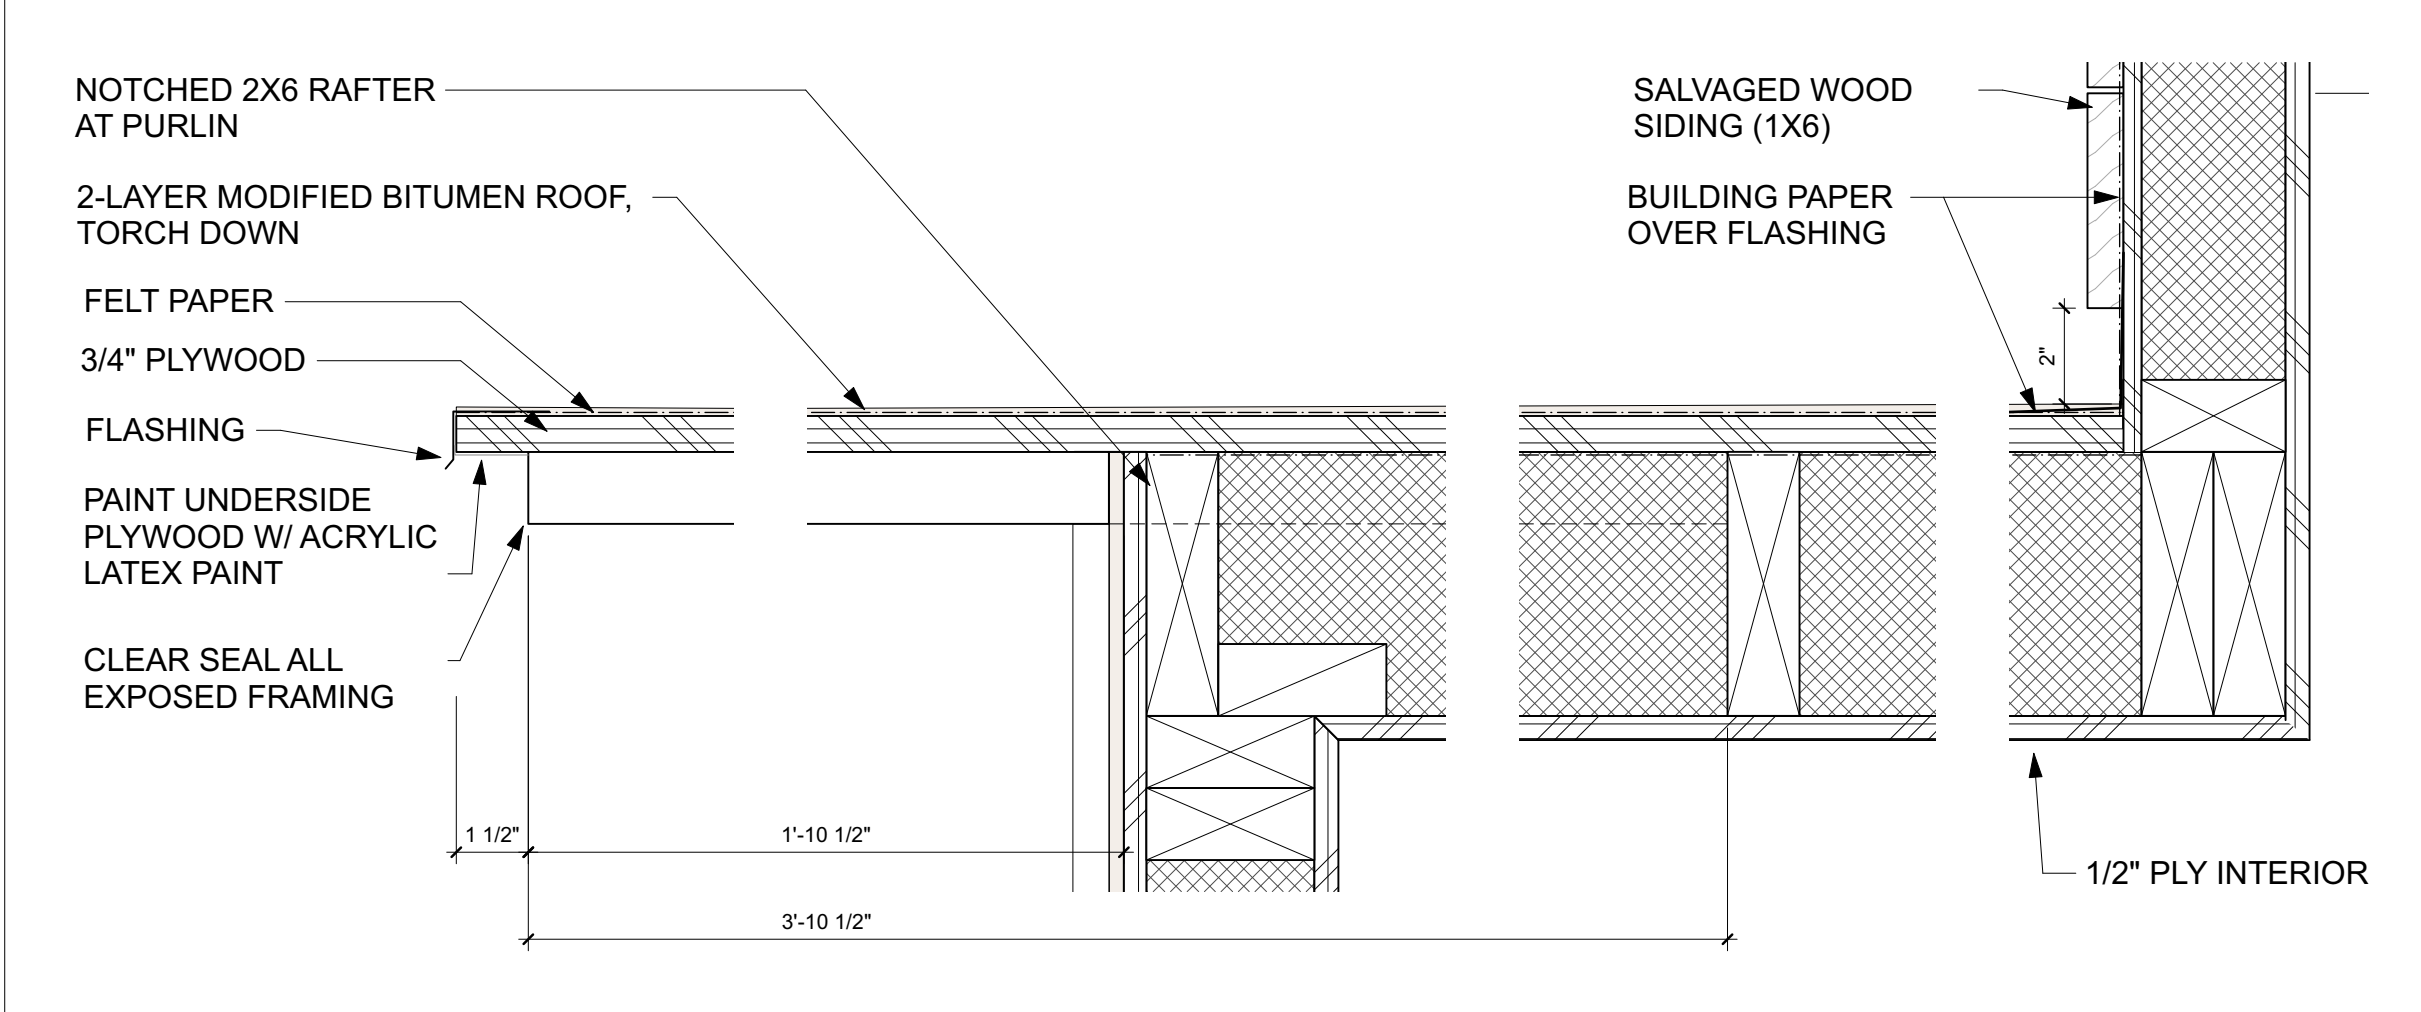 NOTCHED 2X6 RAFTER
AT PURLIN
2-LAYER MODIFIED BITUMEN ROOF,
TORCH DOWN
FELT PAPER
3/4" PLYWOOD
FLASHING
PAINT UNDERSIDE
PLYWOOD W/ ACRYLIC
LATEX PAINT
CLEAR SEAL ALL
EXPOSED FRAMING
SALVAGED WOOD
SIDING (1X6)
BUILDING PAPER
OVER FLASHING
2"
1 1/2"
1'-10 1/2"
3'-10 1/2"
1/2" PLY INTERIOR